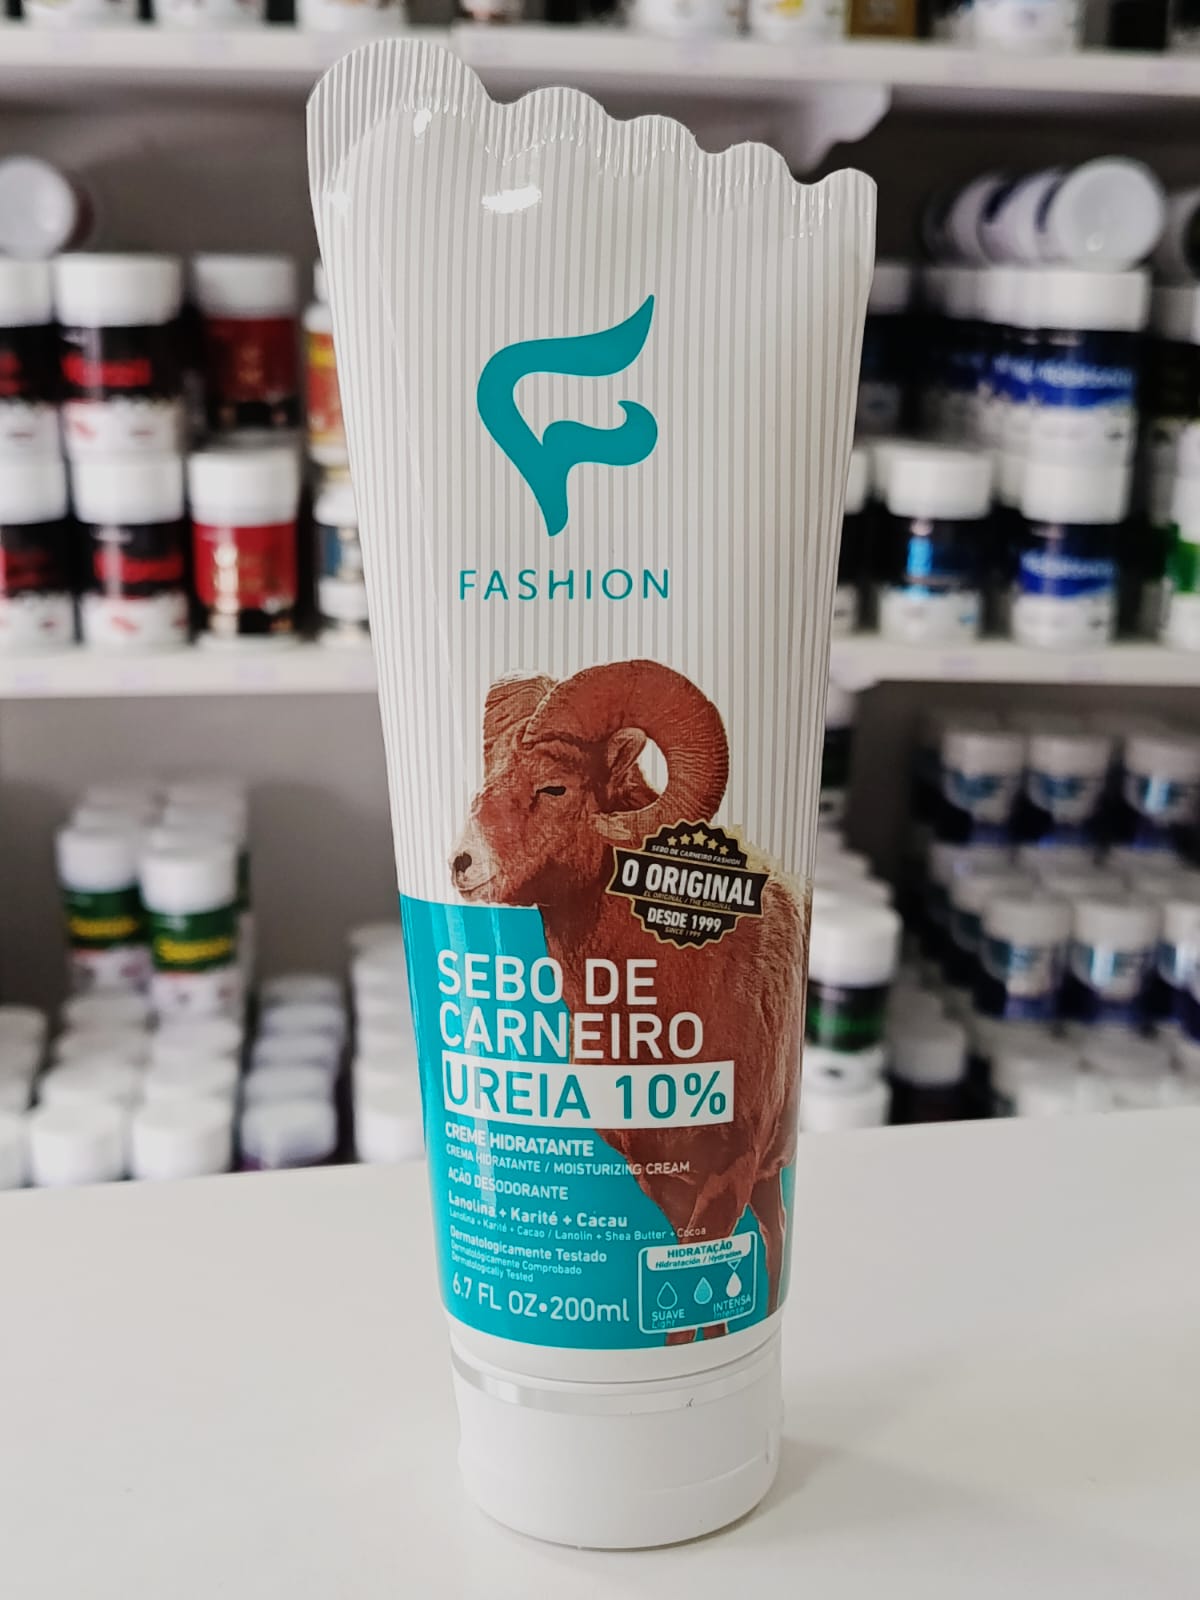 FASHION
SEBO DE CARNEIRO FASHION
O ORIGINAL
EL ORIGINAL / THE ORIGINAL
DESDE 1999
SINCE 1999
SEBO DE
CARNEIRO
UREIA 10%
CREME HIDRATANTE
CREMA HIDRATANTE / MOISTURIZING CREAM
AÇÃO DESODORANTE
Lanolina + Karité + Cacau
Lanolina + Karité + Cacao / Lanolin + Shea Butter + Cocoa
Dermatologicamente Testado
Dermatológicamente Comprobado
Dermatologically Tested
6.7 FL OZ•200ml
HIDRATAÇÃO
Hidratación / Hydration
SUAVE
Light
INTENSA
Intense